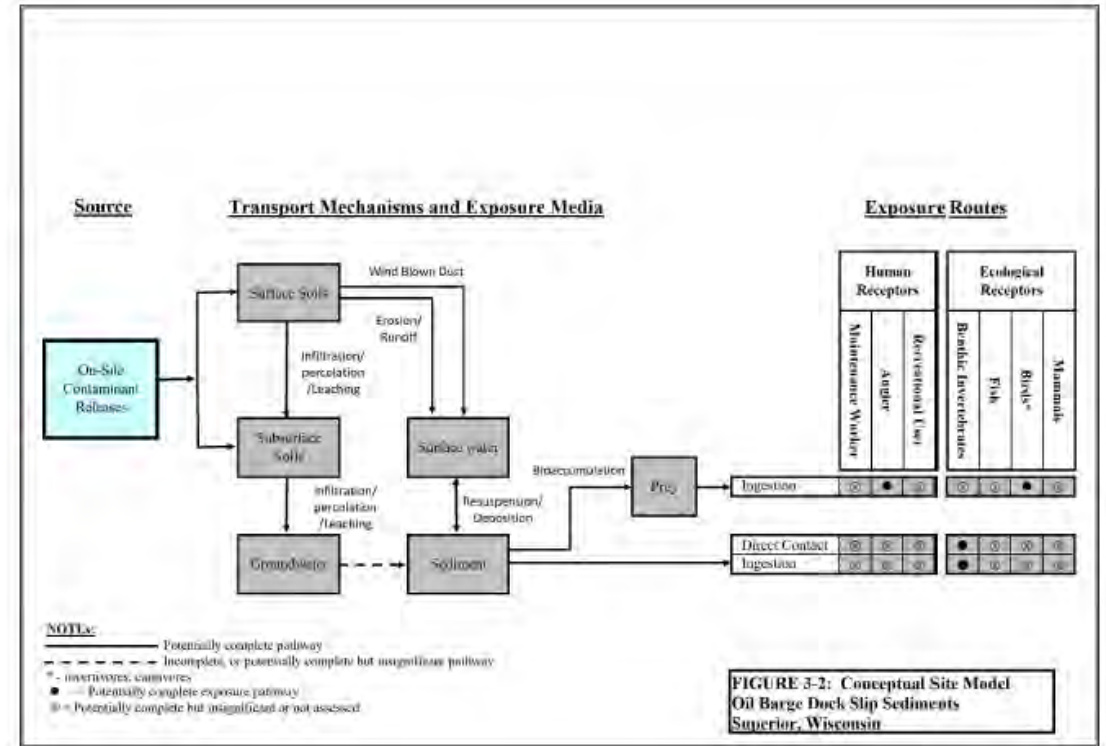 Source
Transport Mechanisms and Exposure Media
Exposure Routes
Human
Receptors
Ecological
Receptors
Maintenance Worker
Angler
Recreational User
Benthic Invertebrates
Fish
Birds*
Mammals
On-Site
Contaminant
Releases
Surface Soils
Wind Blown Dust
Erosion/
Runoff
Infiltration/
percolation
/Leaching
Subsurface
Soils
Surface water
Infiltration/
percolation
/Leaching
Resuspension/
Deposition
Bioaccumulation
Prey
Groundwater
Sediment
Ingestion ⊗ ● ⊗ ⊗ ⊗ ● ⊗
Direct Contact ⊗ ⊗ ⊗ ● ⊗ ⊗ ⊗
Ingestion ⊗ ⊗ ⊗ ● ⊗ ⊗ ⊗
NOTES:
Potentially complete pathway
Incomplete, or potentially complete but insignificant pathway
* - invertivores, carnivores
● — Potentially complete exposure pathway
⊗ = Potentially complete but insignificant or not assessed
FIGURE 3-2: Conceptual Site Model
Oil Barge Dock Slip Sediments
Superior, Wisconsin